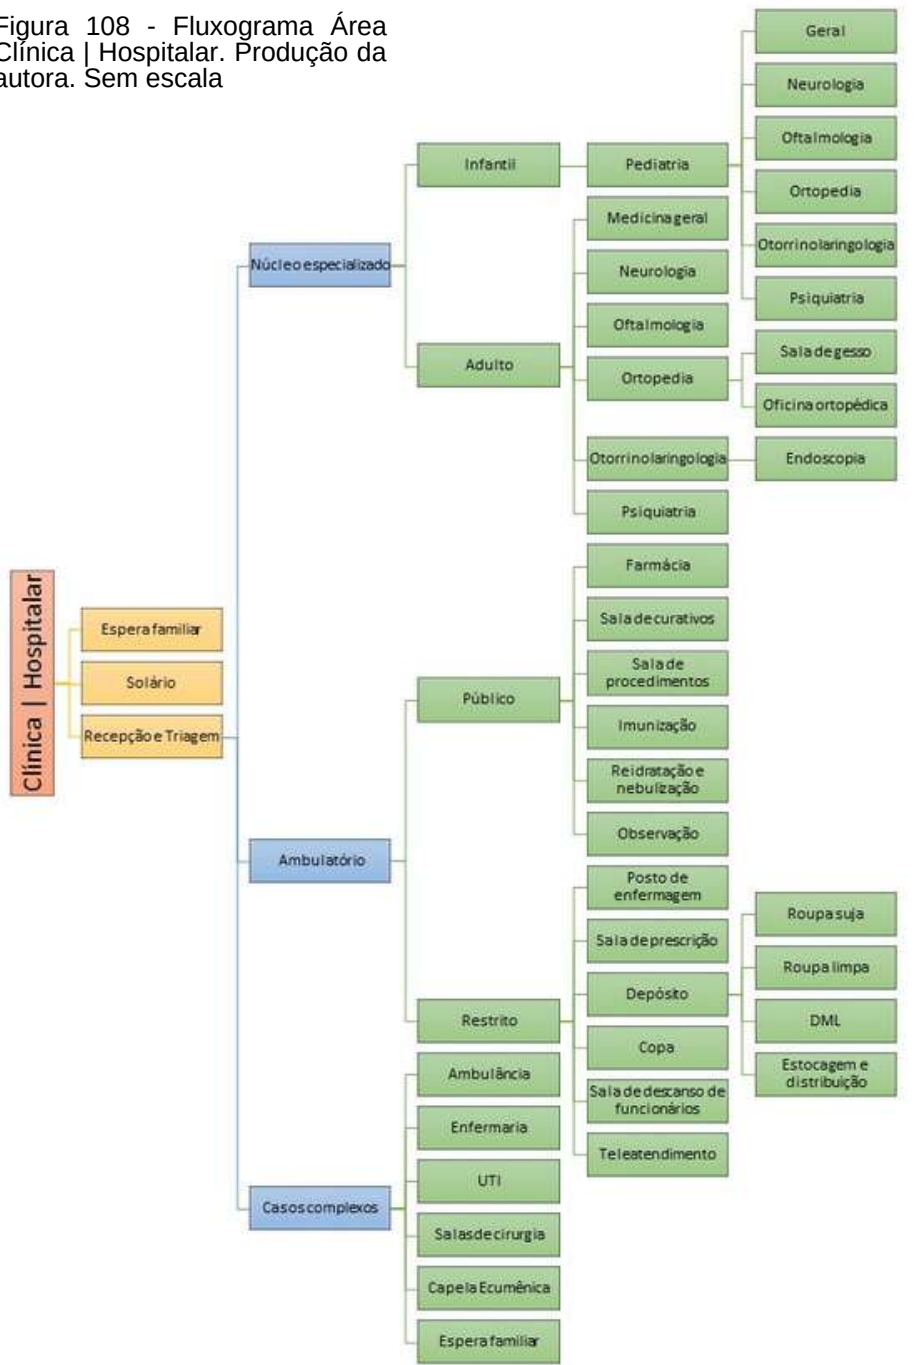 Figura 108 - Fluxograma Área
Clínica | Hospitalar. Produção da
autora. Sem escala
Clínica | Hospitalar
Espera familiar
Solário
Recepção e Triagem
Núcleo especializado
Infantil
Pediatria
Geral
Neurologia
Oftalmologia
Ortopedia
Otorrinolaringologia
Psiquiatria
Adulto
Medicina geral
Neurologia
Oftalmologia
Ortopedia
Sala de gesso
Oficina ortopédica
Otorrinolaringologia
Endoscopia
Psiquiatria
Ambulatório
Público
Farmácia
Sala de curativos
Sala de
procedimentos
Imunização
Reidratação e
nebulização
Observação
Restrito
Posto de
enfermagem
Sala de prescrição
Depósito
Roupa suja
Roupa limpa
DML
Estocagem e
distribuição
Copa
Sala de descanso de
funcionários
Teleatendimento
Casos complexos
Ambulância
Enfermaria
UTI
Salas de cirurgia
Capela Ecumênica
Espera familiar